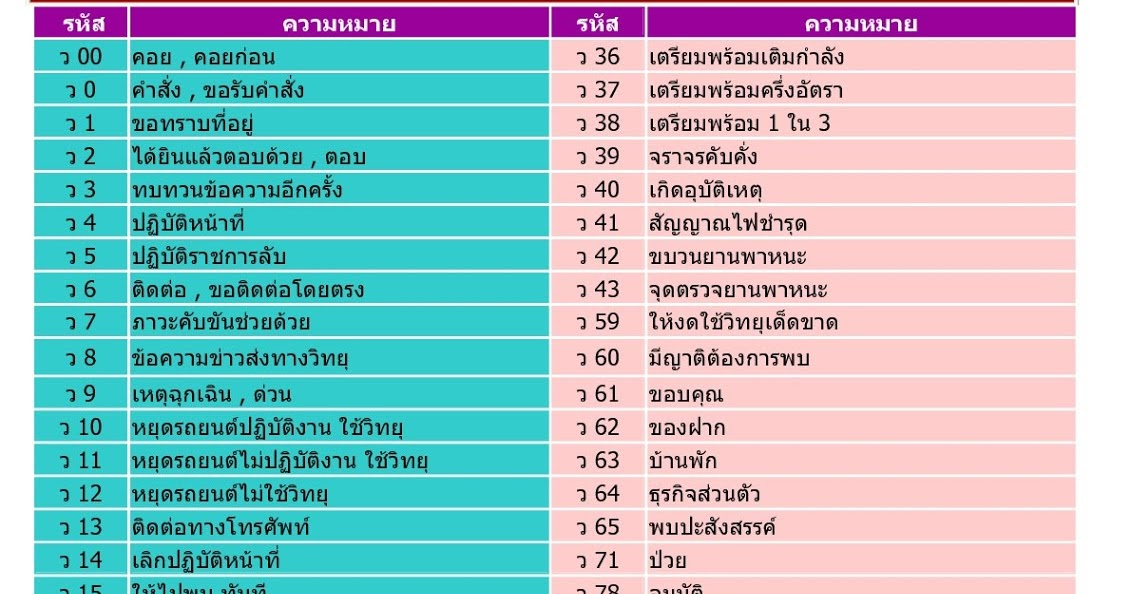 รหัส ความหมาย รหัส ความหมาย
ว 00 คอย , คอยก่อน ว 36 เตรียมพร้อมเติมกำลัง
ว 0 คำสั่ง , ขอรับคำสั่ง ว 37 เตรียมพร้อมครึ่งอัตรา
ว 1 ขอทราบที่อยู่ ว 38 เตรียมพร้อม 1 ใน 3
ว 2 ได้ยินแล้วตอบด้วย , ตอบ ว 39 จราจรคับคั่ง
ว 3 ทบทวนข้อความอีกครั้ง ว 40 เกิดอุบัติเหตุ
ว 4 ปฏิบัติหน้าที่ ว 41 สัญญาณไฟชำรุด
ว 5 ปฏิบัติราชการลับ ว 42 ขบวนยานพาหนะ
ว 6 ติดต่อ , ขอติดต่อโดยตรง ว 43 จุดตรวจยานพาหนะ
ว 7 ภาวะคับขันช่วยด้วย ว 59 ให้งดใช้วิทยุเด็ดขาด
ว 8 ข้อความข่าวส่งทางวิทยุ ว 60 มีญาติต้องการพบ
ว 9 เหตุฉุกเฉิน , ด่วน ว 61 ขอบคุณ
ว 10 หยุดรถยนต์ปฏิบัติงาน ใช้วิทยุ ว 62 ของฝาก
ว 11 หยุดรถยนต์ไม่ปฏิบัติงาน ใช้วิทยุ ว 63 บ้านพัก
ว 12 หยุดรถยนต์ไม่ใช้วิทยุ ว 64 ธุรกิจส่วนตัว
ว 13 ติดต่อทางโทรศัพท์ ว 65 พบปะสังสรรค์
ว 14 เลิกปฏิบัติหน้าที่ ว 71 ป่วย
ว 15 ให้ไปพบ ทันที ว 78 อนุมัติ